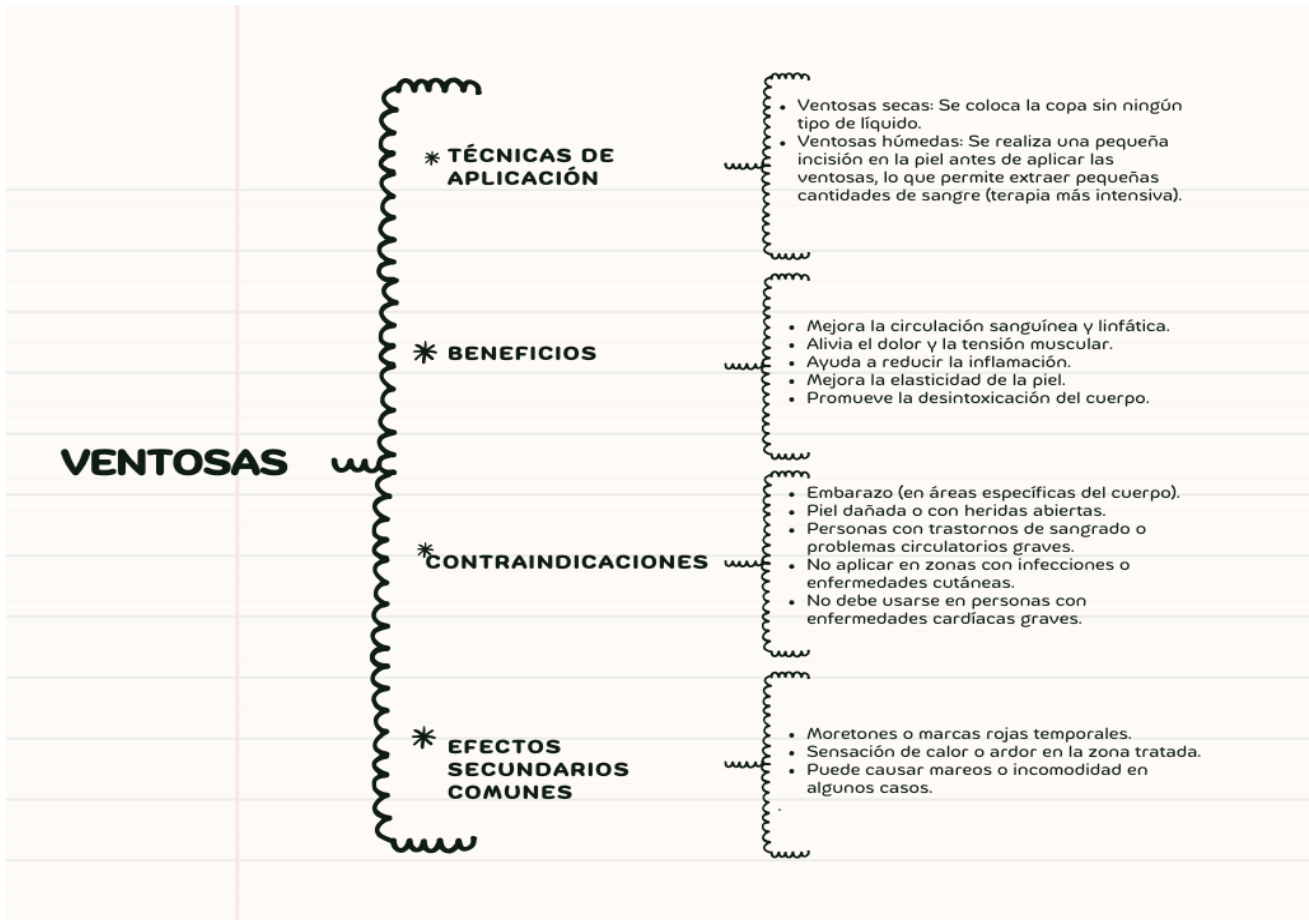 VENTOSAS
* TÉCNICAS DE
APLICACIÓN
• Ventosas secas: Se coloca la copa sin ningún
tipo de líquido.
• Ventosas húmedas: Se realiza una pequeña
incisión en la piel antes de aplicar las
ventosas, lo que permite extraer pequeñas
cantidades de sangre (terapia más intensiva).
* BENEFICIOS
• Mejora la circulación sanguínea y linfática.
• Alivia el dolor y la tensión muscular.
• Ayuda a reducir la inflamación.
• Mejora la elasticidad de la piel.
• Promueve la desintoxicación del cuerpo.
* CONTRAINDICACIONES
• Embarazo (en áreas específicas del cuerpo).
• Piel dañada o con heridas abiertas.
• Personas con trastornos de sangrado o
problemas circulatorios graves.
• No aplicar en zonas con infecciones o
enfermedades cutáneas.
• No debe usarse en personas con
enfermedades cardíacas graves.
* EFECTOS
SECUNDARIOS
COMUNES
• Moretones o marcas rojas temporales.
• Sensación de calor o ardor en la zona tratada.
• Puede causar mareos o incomodidad en
algunos casos.
.